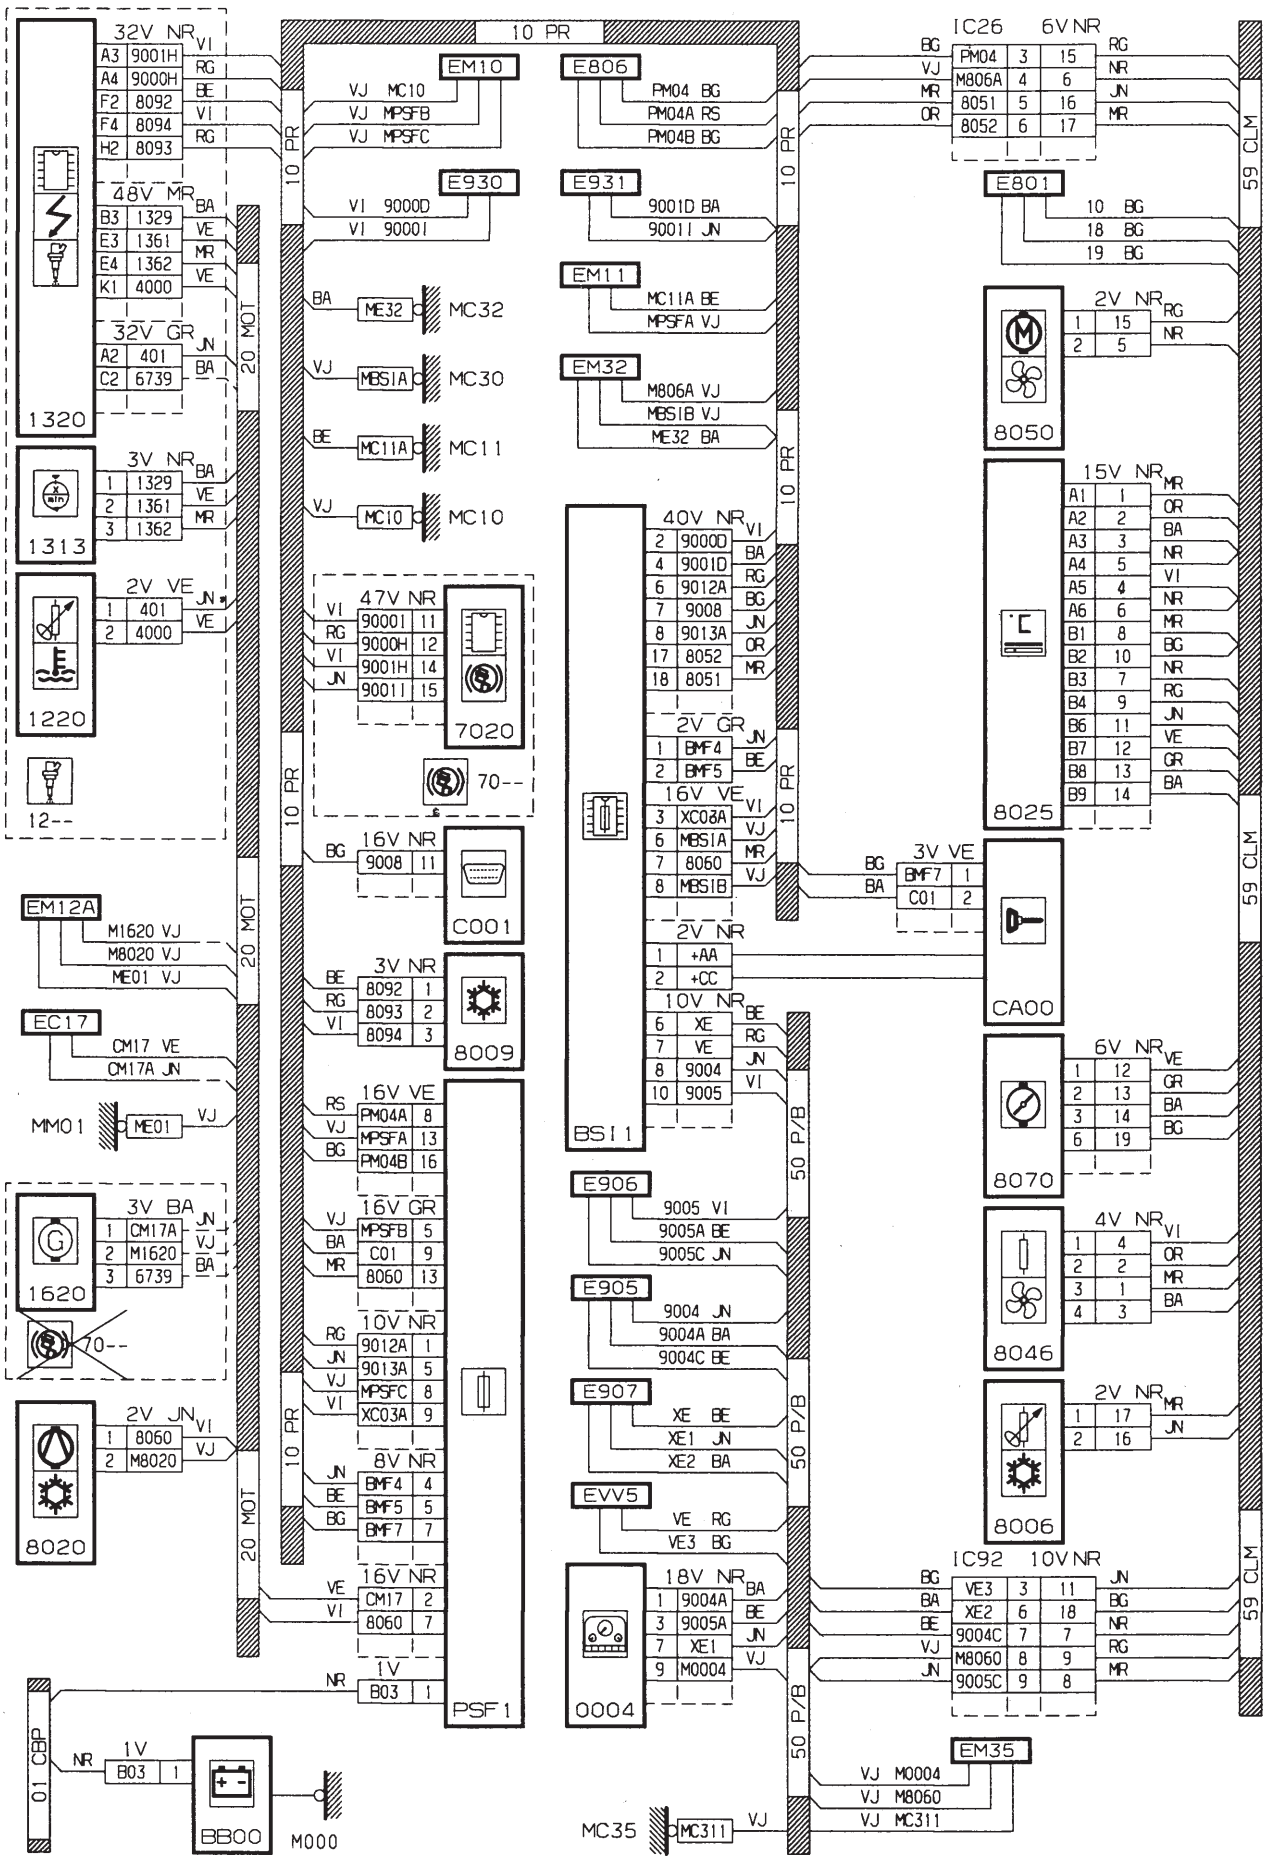 10 PR
32V NR
A3 9001H VI
A4 9000H RG
F2 8092 BE
F4 8094 VI
H2 8093 RG
48V MR
B3 1329 BA
E3 1361 VE
E4 1362 MR
K1 4000 VE
32V GR
A2 401 JN
C2 6739 BA
1320
3V NR
1 1329 BA
2 1361 VE
3 1362 MR
x
min
1313
2V VE
1 401 JN
2 4000 VE
1220
12--
20 MOT
EM12A
M1620 VJ
M8020 VJ
ME01 VJ
20 MOT
EC17
CM17 VE
CM17A JN
MM01 ME01 VJ
3V BA
1 CM17A JN
2 M1620 VJ
3 6739 BA
G
1620
70--
2V JN
1 8060 VI
2 M8020 VJ
8020
20 MOT
01 CBP
NR
1V
B03 1
+ -
BB00
M000
10 PR
EM10
VJ MC10
VJ MPSFB
VJ MPSFC
E930
VI 9000D
VI 9000I
BA ME32 MC32
VJ MBSIA MC30
BE MC11A MC11
VJ MC10 MC10
47V NR
VI 9000I 11
RG 9000H 12
VI 9001H 14
JN 9001I 15
7020
70--
10 PR
16V NR
BG 9008 11
C001
3V NR
BE 8092 1
RG 8093 2
VI 8094 3
8009
16V VE
RS PM04A 8
VJ MPSFA 13
BG PM04B 16
16V GR
VJ MPSFB 5
BA C01 9
MR 8060 13
10V NR
RG 9012A 1
JN 9013A 5
VJ MPSFC 8
VI XC03A 9
8V NR
JN BMF4 4
BE BMF5 5
BG BMF7 7
16V NR
VE CM17 2
VI 8060 7
1V
NR B03 1
PSF1
10 PR
E806
PM04 BG
PM04A RS
PM04B BG
10 PR
E931
9001D BA
9001I JN
EM11
MC11A BE
MPSFA VJ
EM32
M806A VJ
MBSIB VJ
ME32 BA
10 PR
40V NR
2 9000D VI
4 9001D BA
6 9012A RG
7 9008 BG
8 9013A JN
17 8052 OR
18 8051 MR
2V GR
1 BMF4 JN
2 BMF5 BE
16V VE
3 XC03A VI
6 MBSIA VJ
7 8060 MR
8 MBSIB VJ
10 PR
2V NR
1 +AA
2 +CC
10V NR
6 XE BE
7 VE RG
8 9004 JN
10 9005 VI
BSI1
50 P/B
E906
9005 VI
9005A BE
9005C JN
E905
9004 JN
9004A BA
9004C BE
E907
XE BE
XE1 JN
XE2 BA
50 P/B
EVV5
VE RG
VE3 BG
18V NR
1 9004A BA
3 9005A BE
7 XE1 JN
9 M0004 VJ
0004
50 P/B
MC35 MC311 VJ
IC26 6V NR
BG PM04 3 15 RG
VJ M806A 4 6 NR
MR 8051 5 16 JN
OR 8052 6 17 MR
59 CLM
E801
10 BG
18 BG
19 BG
2V NR
1 15 RG
2 5 NR
M
8050
15V NR
A1 1 MR
A2 2 OR
A3 3 BA
A4 5 NR
A5 4 VI
A6 6 NR
B1 8 MR
B2 10 BG
B3 7 NR
B4 9 RG
B6 11 JN
B7 12 VE
B8 13 GR
B9 14 BA
°C
8025
3V VE
BG BMF7 1
BA C01 2
CA00
59 CLM
6V NR
1 12 VE
2 13 GR
3 14 BA
6 19 BG
8070
4V NR
1 4 VI
2 2 OR
3 1 MR
4 3 BA
8046
2V NR
1 17 MR
2 16 JN
8006
IC92 10V NR
BG VE3 3 11 JN
BA XE2 6 18 BG
BE 9004C 7 7 NR
VJ M8060 8 9 RG
JN 9005C 9 8 MR
59 CLM
EM35
VJ M0004
VJ M8060
VJ MC311